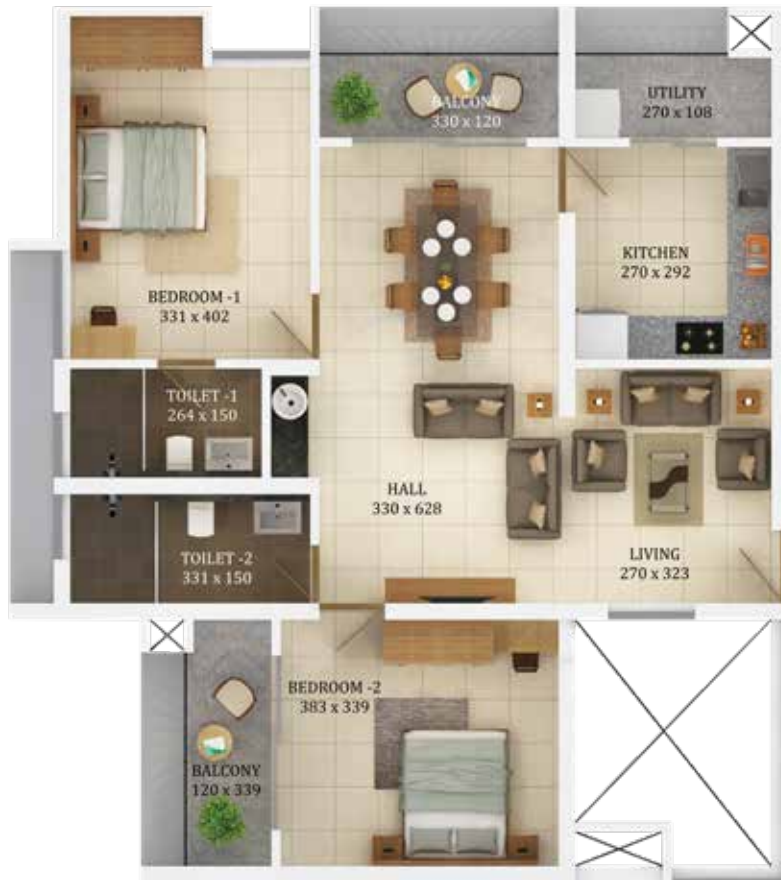 BALCONY
330 x 120
UTILITY
270 x 108
KITCHEN
270 x 292
BEDROOM -1
331 x 402
TOILET -1
264 x 150
HALL
330 x 628
TOILET -2
331 x 150
LIVING
270 x 323
BEDROOM -2
383 x 339
BALCONY
120 x 339